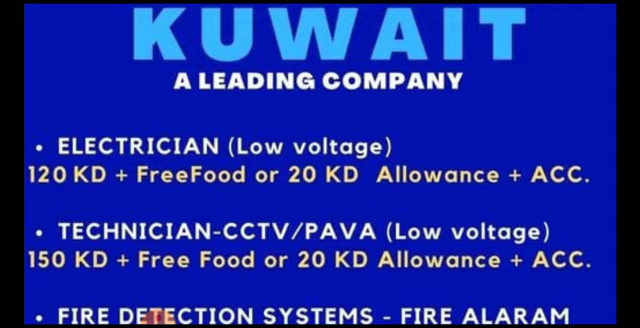 KUWAIT
A LEADING COMPANY
• ELECTRICIAN (Low voltage)
120 KD + FreeFood or 20 KD Allowance + ACC.
• TECHNICIAN-CCTV/PAVA (Low voltage)
150 KD + Free Food or 20 KD Allowance + ACC.
• FIRE DETECTION SYSTEMS - FIRE ALARAM